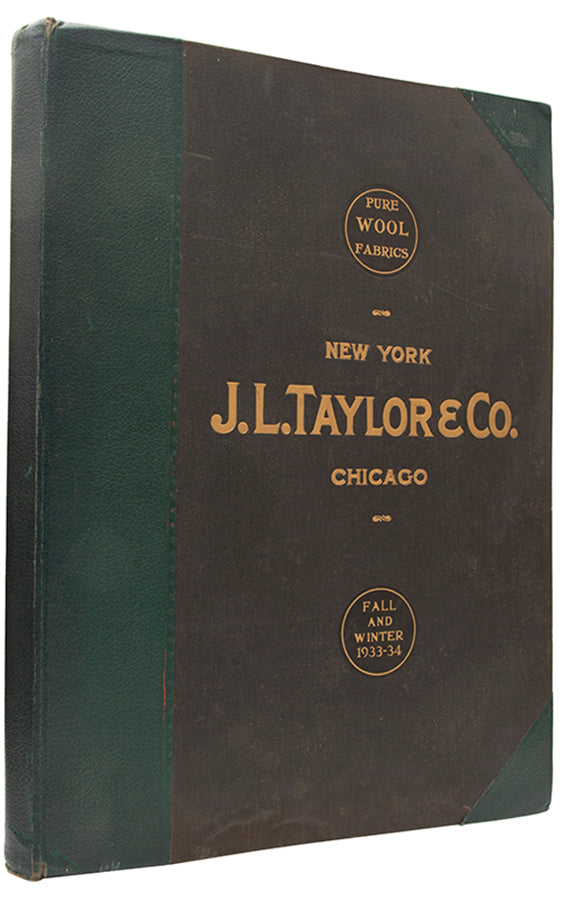 PURE
WOOL
FABRICS
NEW YORK
J.L.TAYLOR & CO.
CHICAGO
FALL
AND
WINTER
1933-34